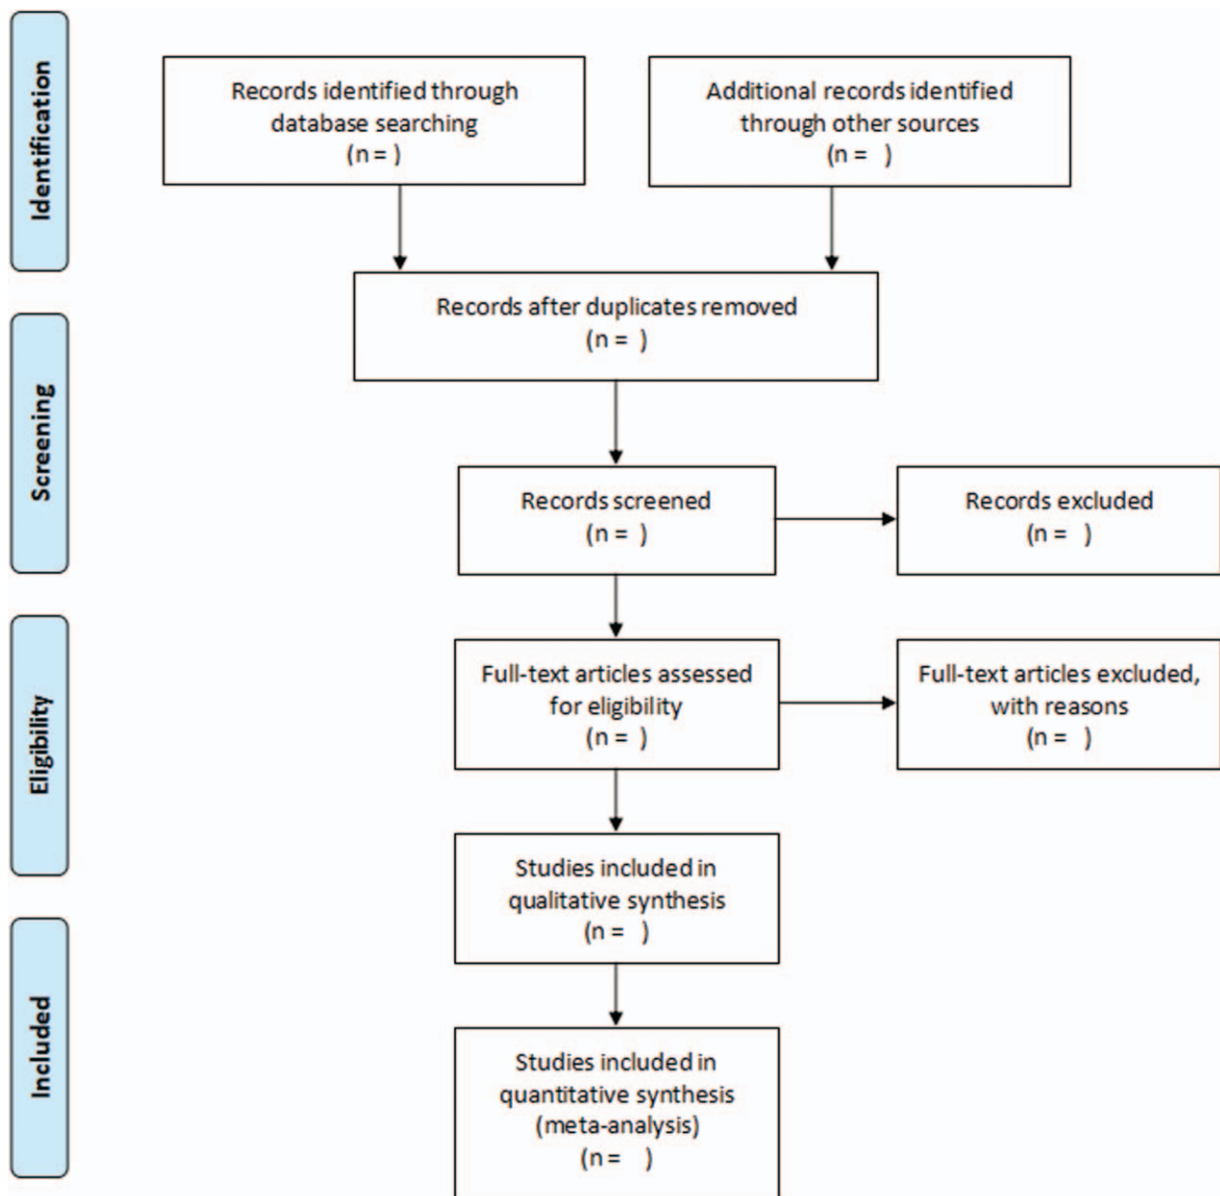 Identification
Records identified through
database searching
(n = )
Additional records identified
through other sources
(n = )
Records after duplicates removed
(n = )
Screening
Records screened
(n = )
Records excluded
(n = )
Eligibility
Full-text articles assessed
for eligibility
(n = )
Full-text articles excluded,
with reasons
(n = )
Studies included in
qualitative synthesis
(n = )
Included
Studies included in
quantitative synthesis
(meta-analysis)
(n = )